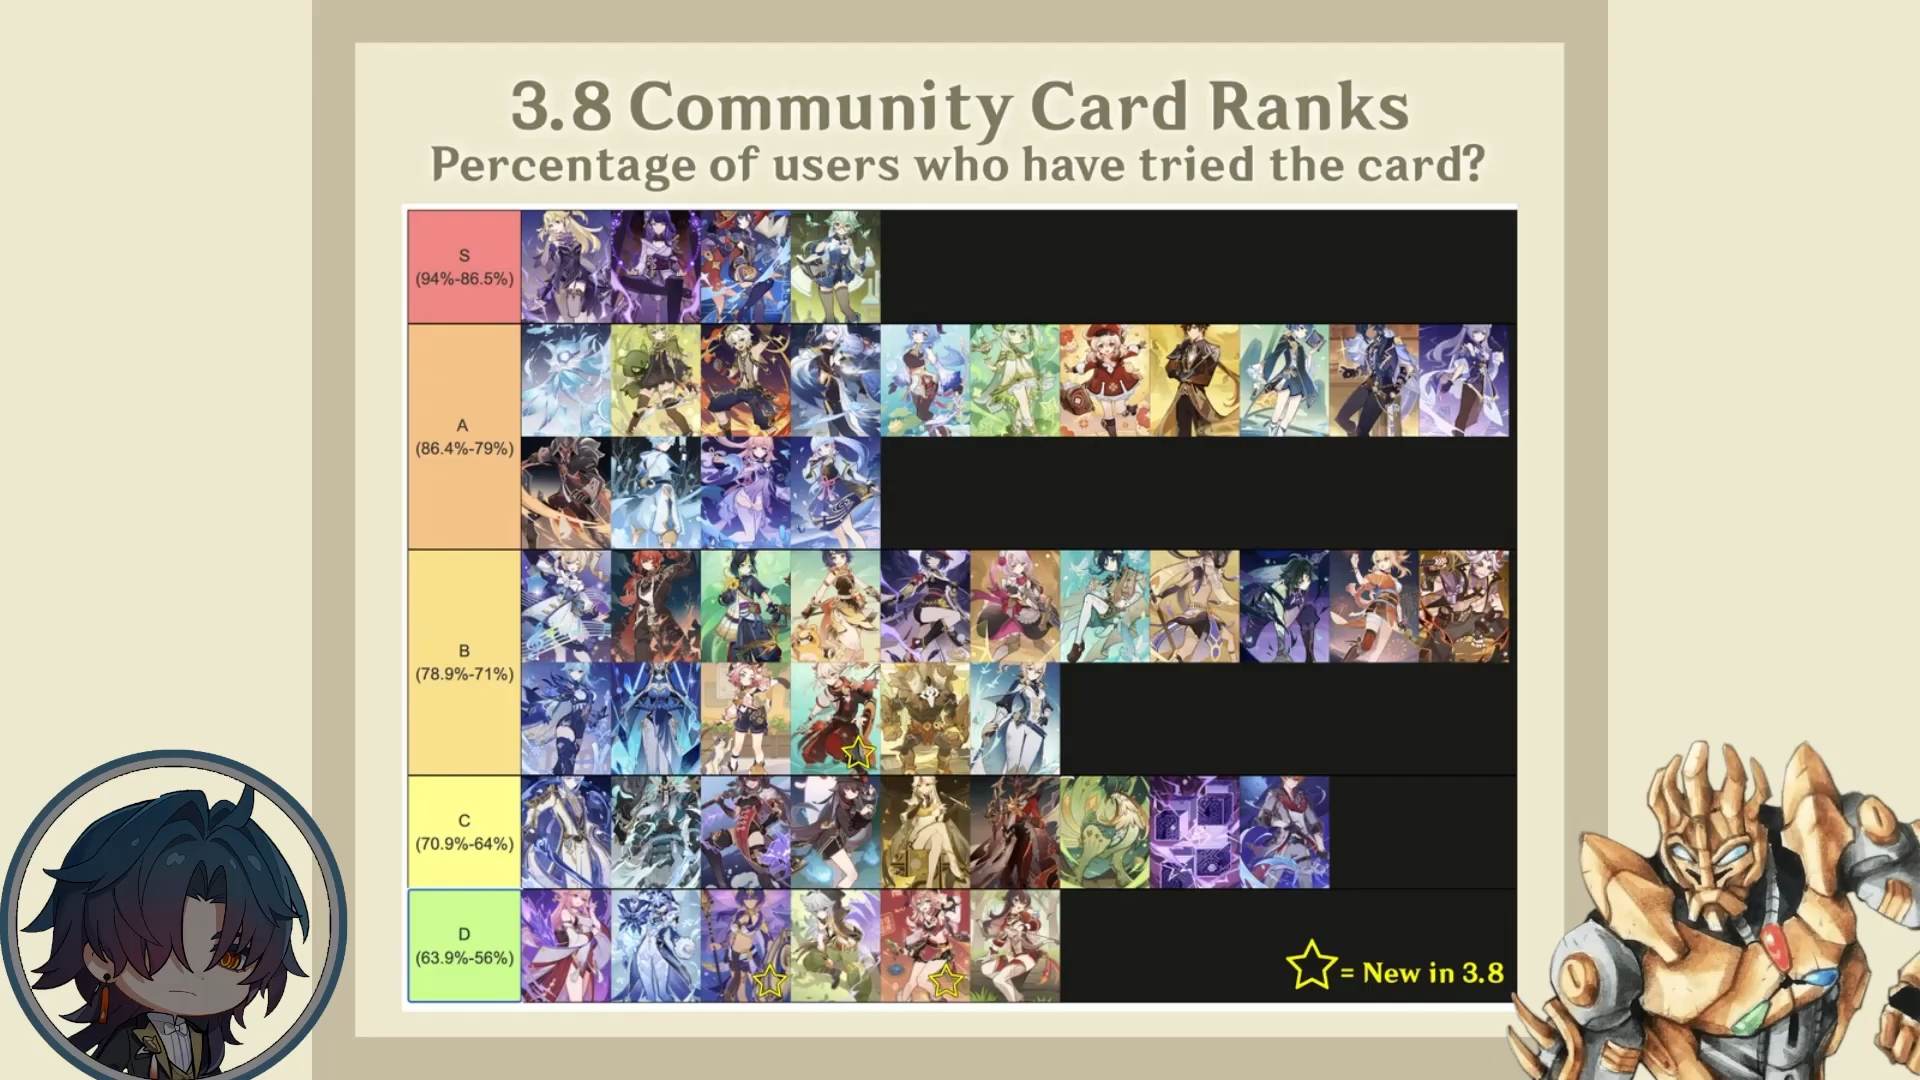 3.8 Community Card Ranks
Percentage of users who have tried the card?
S
(94%-86.5%)
A
(86.4%-79%)
B
(78.9%-71%)
C
(70.9%-64%)
D
(63.9%-56%)
= New in 3.8